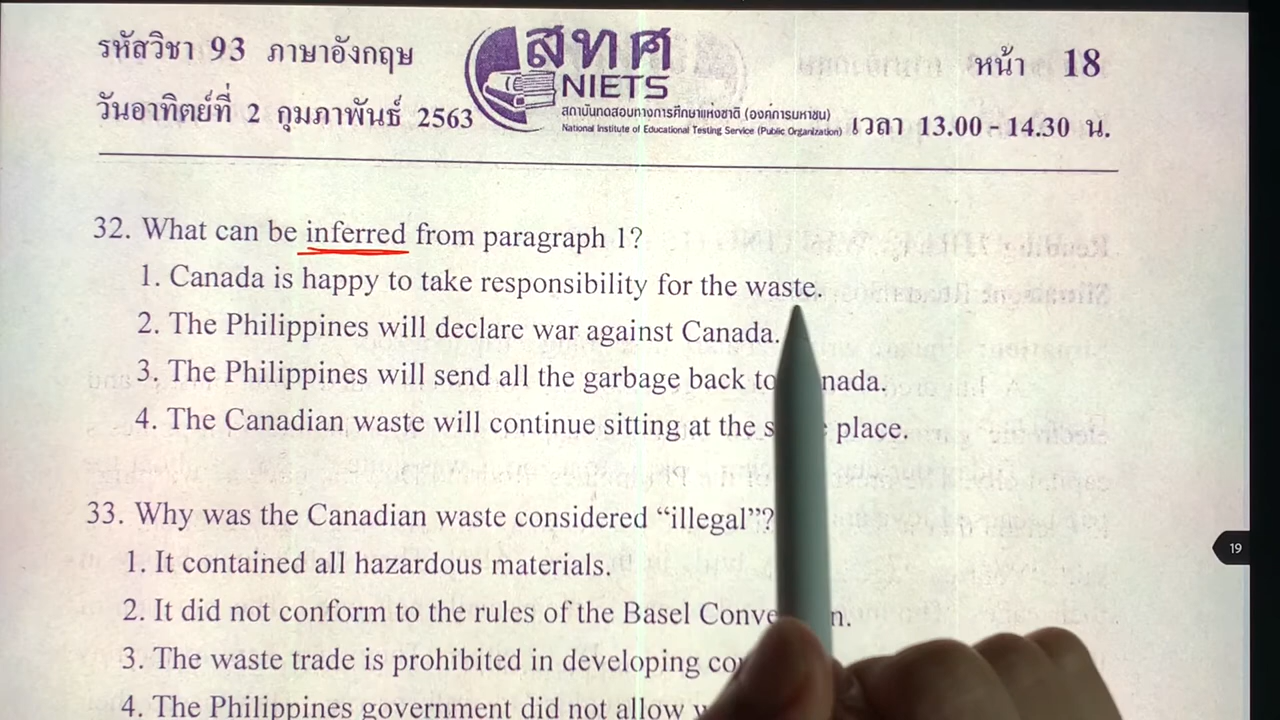 รหัสวิชา 93 ภาษาอังกฤษ
วันอาทิตย์ที่ 2 กุมภาพันธ์ 2563
สทศ
NIETS
สถาบันทดสอบทางการศึกษาแห่งชาติ (องค์การมหาชน)
National Institute of Educational Testing Service (Public Organization)
หน้า 18
เวลา 13.00 - 14.30 น.
32. What can be inferred from paragraph 1?
1. Canada is happy to take responsibility for the waste.
2. The Philippines will declare war against Canada.
3. The Philippines will send all the garbage back to
4. The Canadian waste will continue sitting at the place.
33. Why was the Canadian waste considered “illegal”?
1. It contained all hazardous materials.
2. It did not conform to the rules of the Basel
3. The waste trade is prohibited in developing
4. The Philippines government did not allow
19